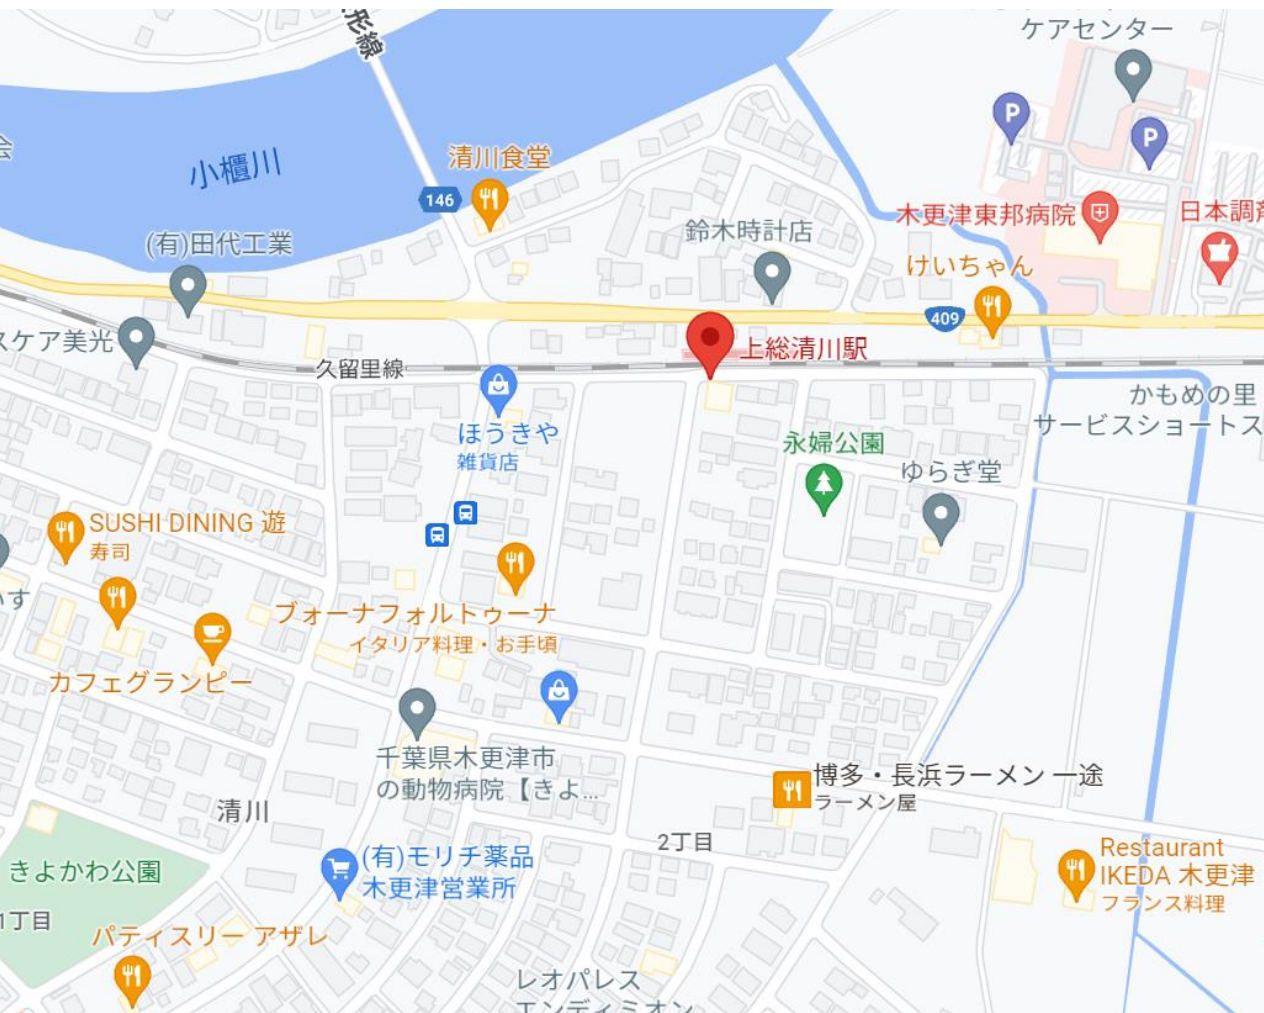 ケアセンター
清川食堂
小櫃川
146
P
P
木更津東邦病院
(有)田代工業
鈴木時計店
けいちゃん
409
上総清川駅
久留里線
ほうきや
雑貨店
かもめの里
サービスショートス
永婦公園
ゆらぎ堂
SUSHI DINING 遊
寿司
ブォーナフォルトゥーナ
イタリア料理・お手頃
カフェグランピー
千葉県木更津市
の動物病院【きよ...
博多・長浜ラーメン 一途
ラーメン屋
清川
2丁目
(有)モリチ薬品
木更津営業所
きよかわ公園
1丁目
Restaurant
IKEDA 木更津
フランス料理
パティスリー アザレ
レオパレス